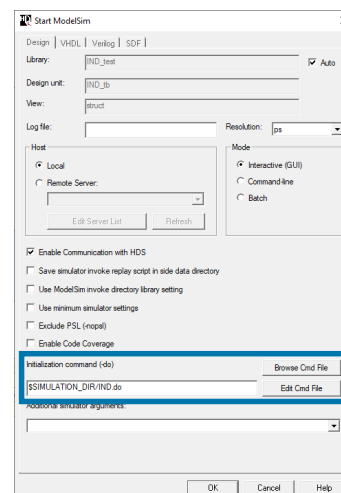 Start ModelSim
Design VHDL Verilog SDF
Library: IND_test Auto
Design unit: IND_tb
View: struct
Log file: Resolution: ps
Host Mode
Local Interactive (GUI)
Remote Server: Command-line
Batch
Edit Server List Refresh
Enable Communication with HDS
Save simulator invoke replay script in side data directory
Use ModelSim invoke directory library setting
Use minimum simulator settings
Exclude PSL (-nopsl)
Enable Code Coverage
Initialization command (-do) Browse Cmd File
$SIMULATION_DIR/IND.do Edit Cmd File
Additional simulator arguments:
OK Cancel Help